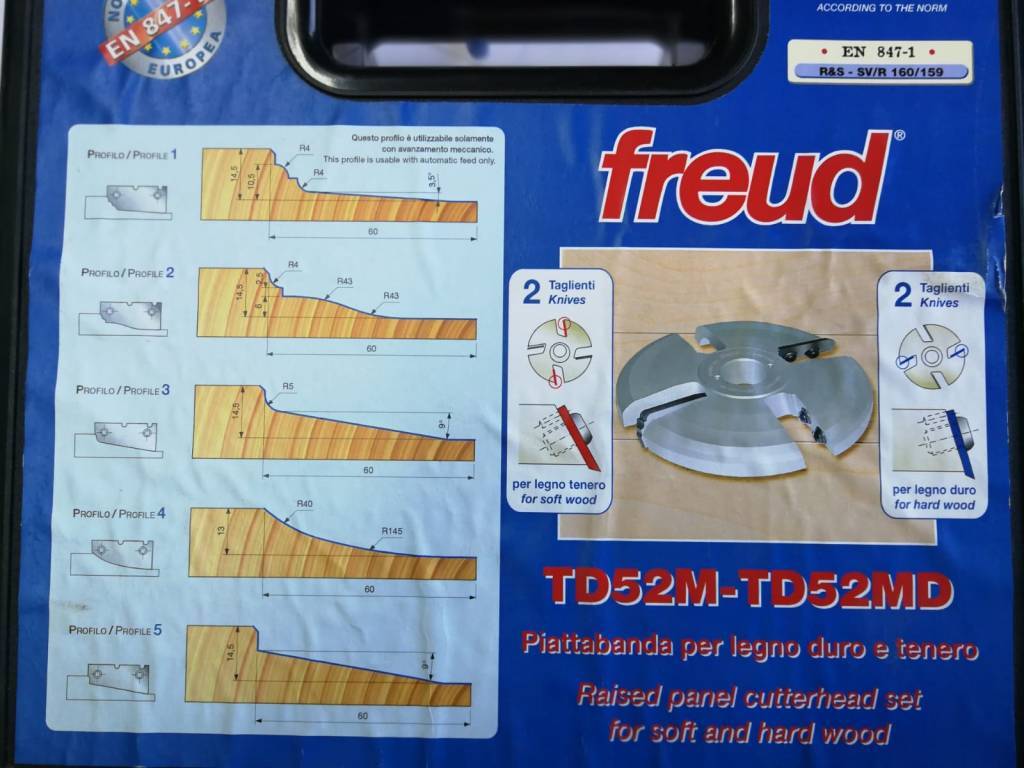 NO
EN 847-1
EUROPEA
ACCORDING TO THE NORM
• EN 847-1 •
R&S - SV/R 160/159
freud®
PROFILO / PROFILE 1
Questo profilo è utilizzabile solamente
con avanzamento meccanico.
This profile is usable with automatic feed only.
R4
R4
14,5
10,5
3,5°
60
PROFILO / PROFILE 2
R4
R43
R43
14,5
2,5
6
60
PROFILO / PROFILE 3
R5
14,5
9°
60
PROFILO / PROFILE 4
R40
R145
13
60
PROFILO / PROFILE 5
14,5
9°
60
2 Taglienti
Knives
per legno tenero
for soft wood
2 Taglienti
Knives
per legno duro
for hard wood
TD52M-TD52MD
Piattabanda per legno duro e tenero
Raised panel cutterhead set
for soft and hard wood